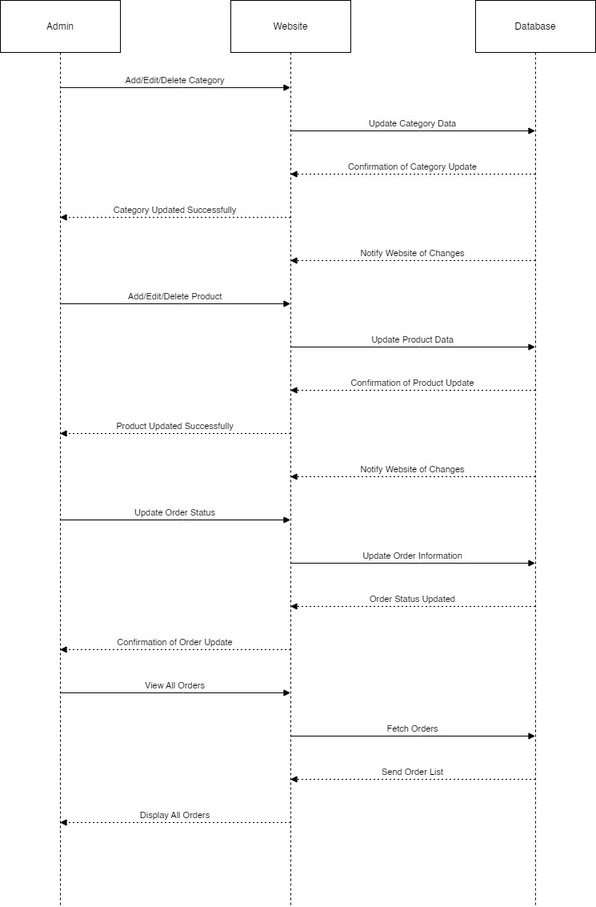 Admin
Website
Database
Add/Edit/Delete Category
Update Category Data
Confirmation of Category Update
Category Updated Successfully
Notify Website of Changes
Add/Edit/Delete Product
Update Product Data
Confirmation of Product Update
Product Updated Successfully
Notify Website of Changes
Update Order Status
Update Order Information
Order Status Updated
Confirmation of Order Update
View All Orders
Fetch Orders
Send Order List
Display All Orders